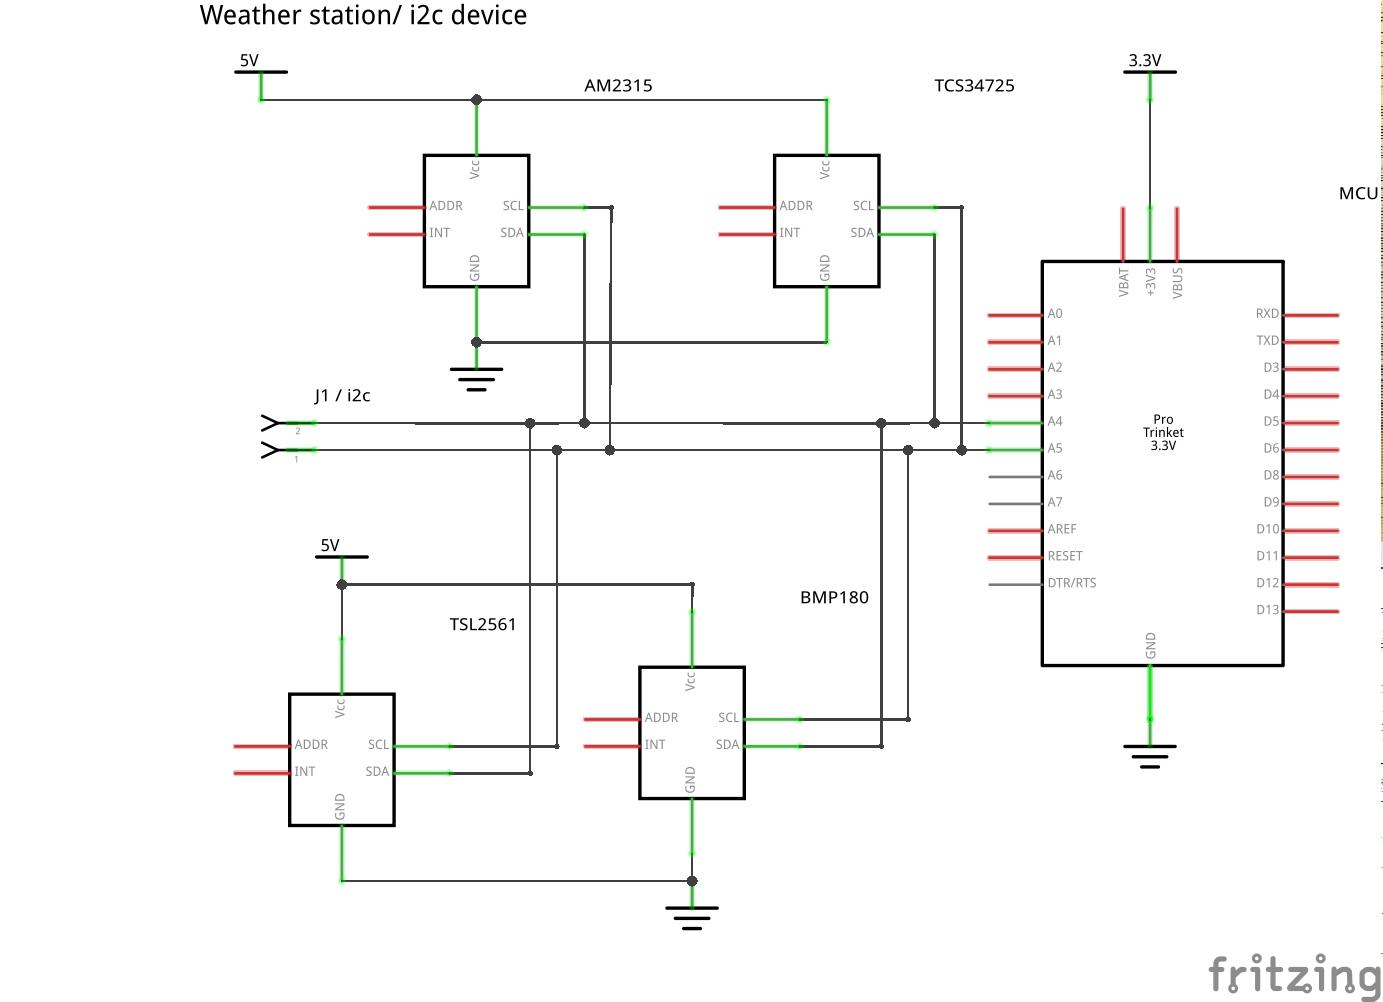 Weather station/ i2c device
5V
AM2315
TCS34725
3.3V
MCU
Vcc
ADDR
INT
SCL
SDA
GND
Vcc
ADDR
INT
SCL
SDA
GND
VBAT
+3V3
VBUS
A0
A1
A2
A3
A4
A5
A6
A7
AREF
RESET
DTR/RTS
Pro
Trinket
3.3V
RXD
TXD
D3
D4
D5
D6
D8
D9
D10
D11
D12
D13
GND
J1 / i2c
2
1
5V
TSL2561
BMP180
Vcc
ADDR
INT
SCL
SDA
GND
Vcc
ADDR
INT
SCL
SDA
GND
fritzing